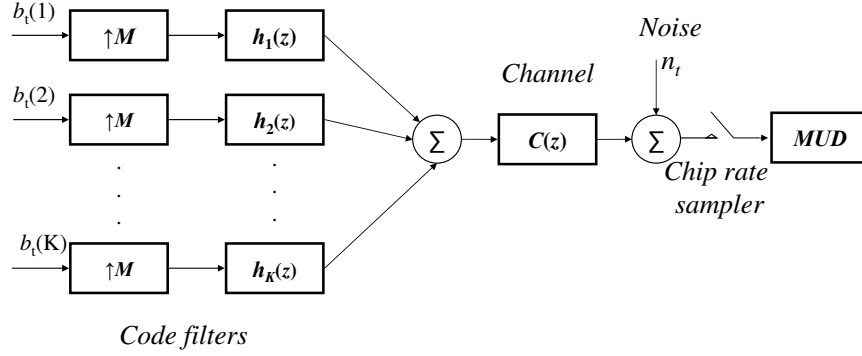 b_t(1) ↑M h_1(z)
Noise
n_t
Channel
b_t(2) ↑M h_2(z) Σ C(z) Σ MUD
Chip rate
sampler
b_t(K) ↑M h_K(z)
Code filters